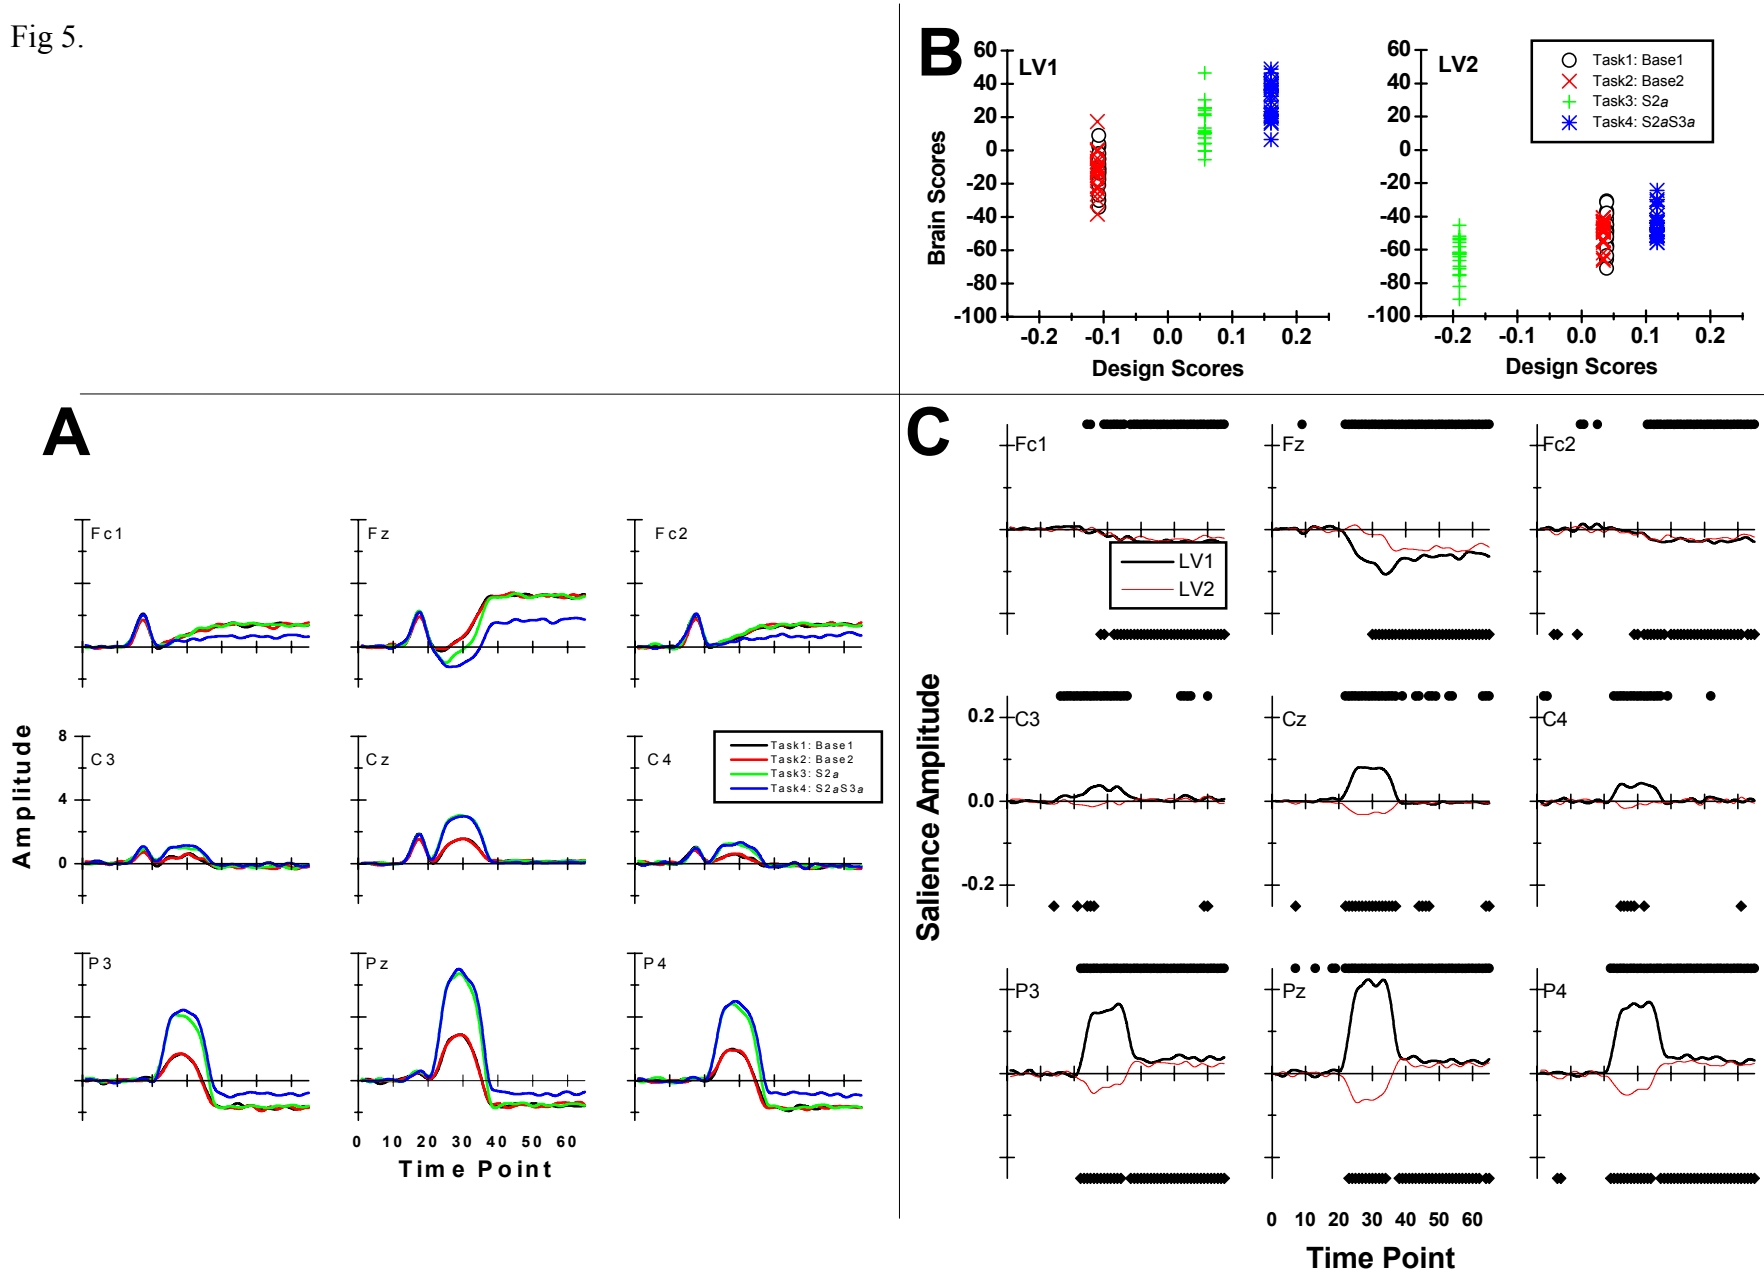 Fig 5.
B
LV1
60
40
20
0
-20
-40
-60
-80
-100
Brain Scores
-0.2 -0.1 0.0 0.1 0.2
Design Scores
LV2
60
40
20
0
-20
-40
-60
-80
-100
-0.2 -0.1 0.0 0.1 0.2
Design Scores
Task1: Base1
Task2: Base2
Task3: S2a
Task4: S2aS3a
A
Fc1 Fz Fc2
8
4
0
Amplitude
C3 Cz C4
Task1: Base1
Task2: Base2
Task3: S2a
Task4: S2aS3a
P3 Pz P4
0 10 20 30 40 50 60
Time Point
C
Fc1 Fz Fc2
LV1
LV2
Salience Amplitude
0.2
0.0
-0.2
C3 Cz C4
P3 Pz P4
0 10 20 30 40 50 60
Time Point